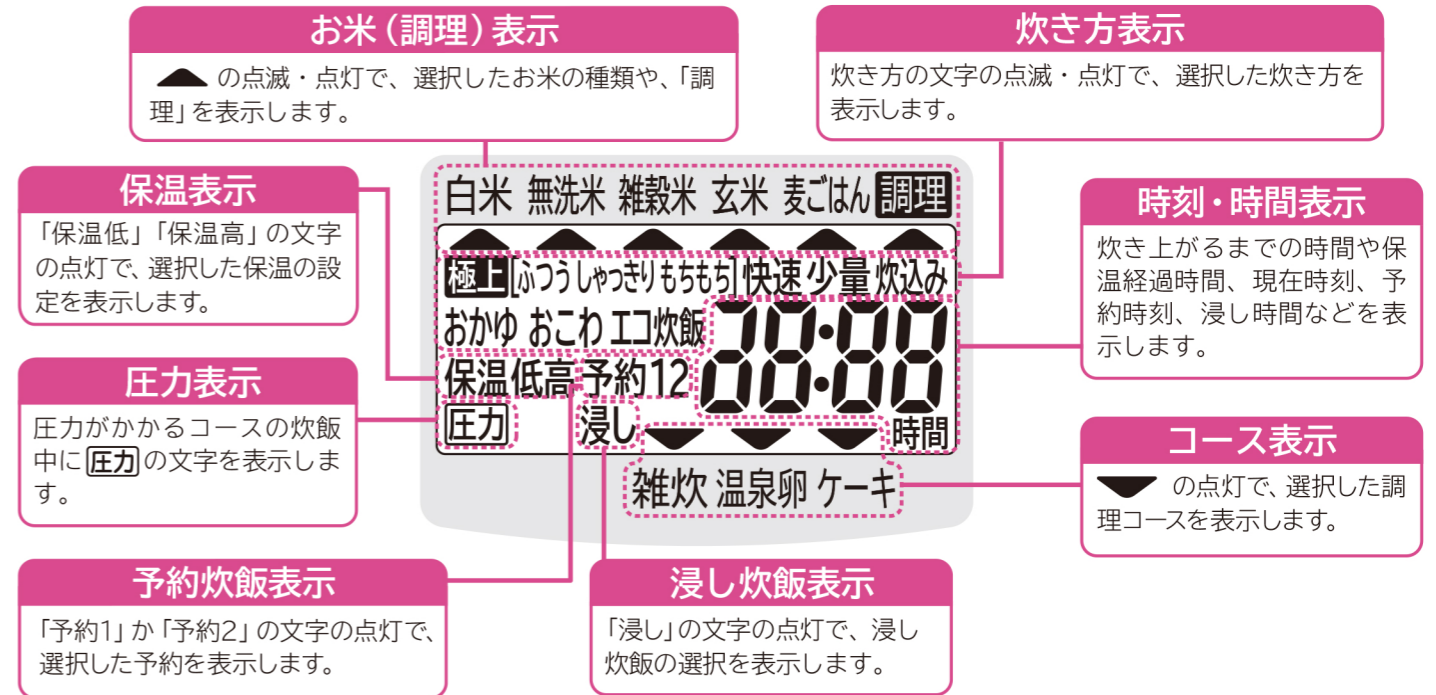 お米（調理）表示
▲ の点滅・点灯で、選択したお米の種類や、「調
理」を表示します。
炊き方表示
炊き方の文字の点滅・点灯で、選択した炊き方を
表示します。
保温表示
「保温低」「保温高」の文字
の点灯で、選択した保温の設
定を表示します。
圧力表示
圧力がかかるコースの炊飯
中に圧力の文字を表示しま
す。
白米 無洗米 雑穀米 玄米 麦ごはん 調理
極上[ふつう しゃっきり もちもち] 快速 少量 炊込み
おかゆ おこわ エコ炊飯 38:88
保温低高 予約12
圧力 浸し 時間
雑炊 温泉卵 ケーキ
時刻・時間表示
炊き上がるまでの時間や保
温経過時間、現在時刻、予
約時刻、浸し時間などを表
示します。
コース表示
▼ の点灯で、選択した調
理コースを表示します。
予約炊飯表示
「予約1」か「予約2」の文字の点灯で、
選択した予約を表示します。
浸し炊飯表示
「浸し」の文字の点灯で、浸し
炊飯の選択を表示します。